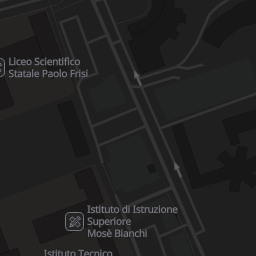 Liceo Scientifico
Statale Paolo Frisi
Istituto di Istruzione
Superiore
Mosè Bianchi
Istituto Tecnico